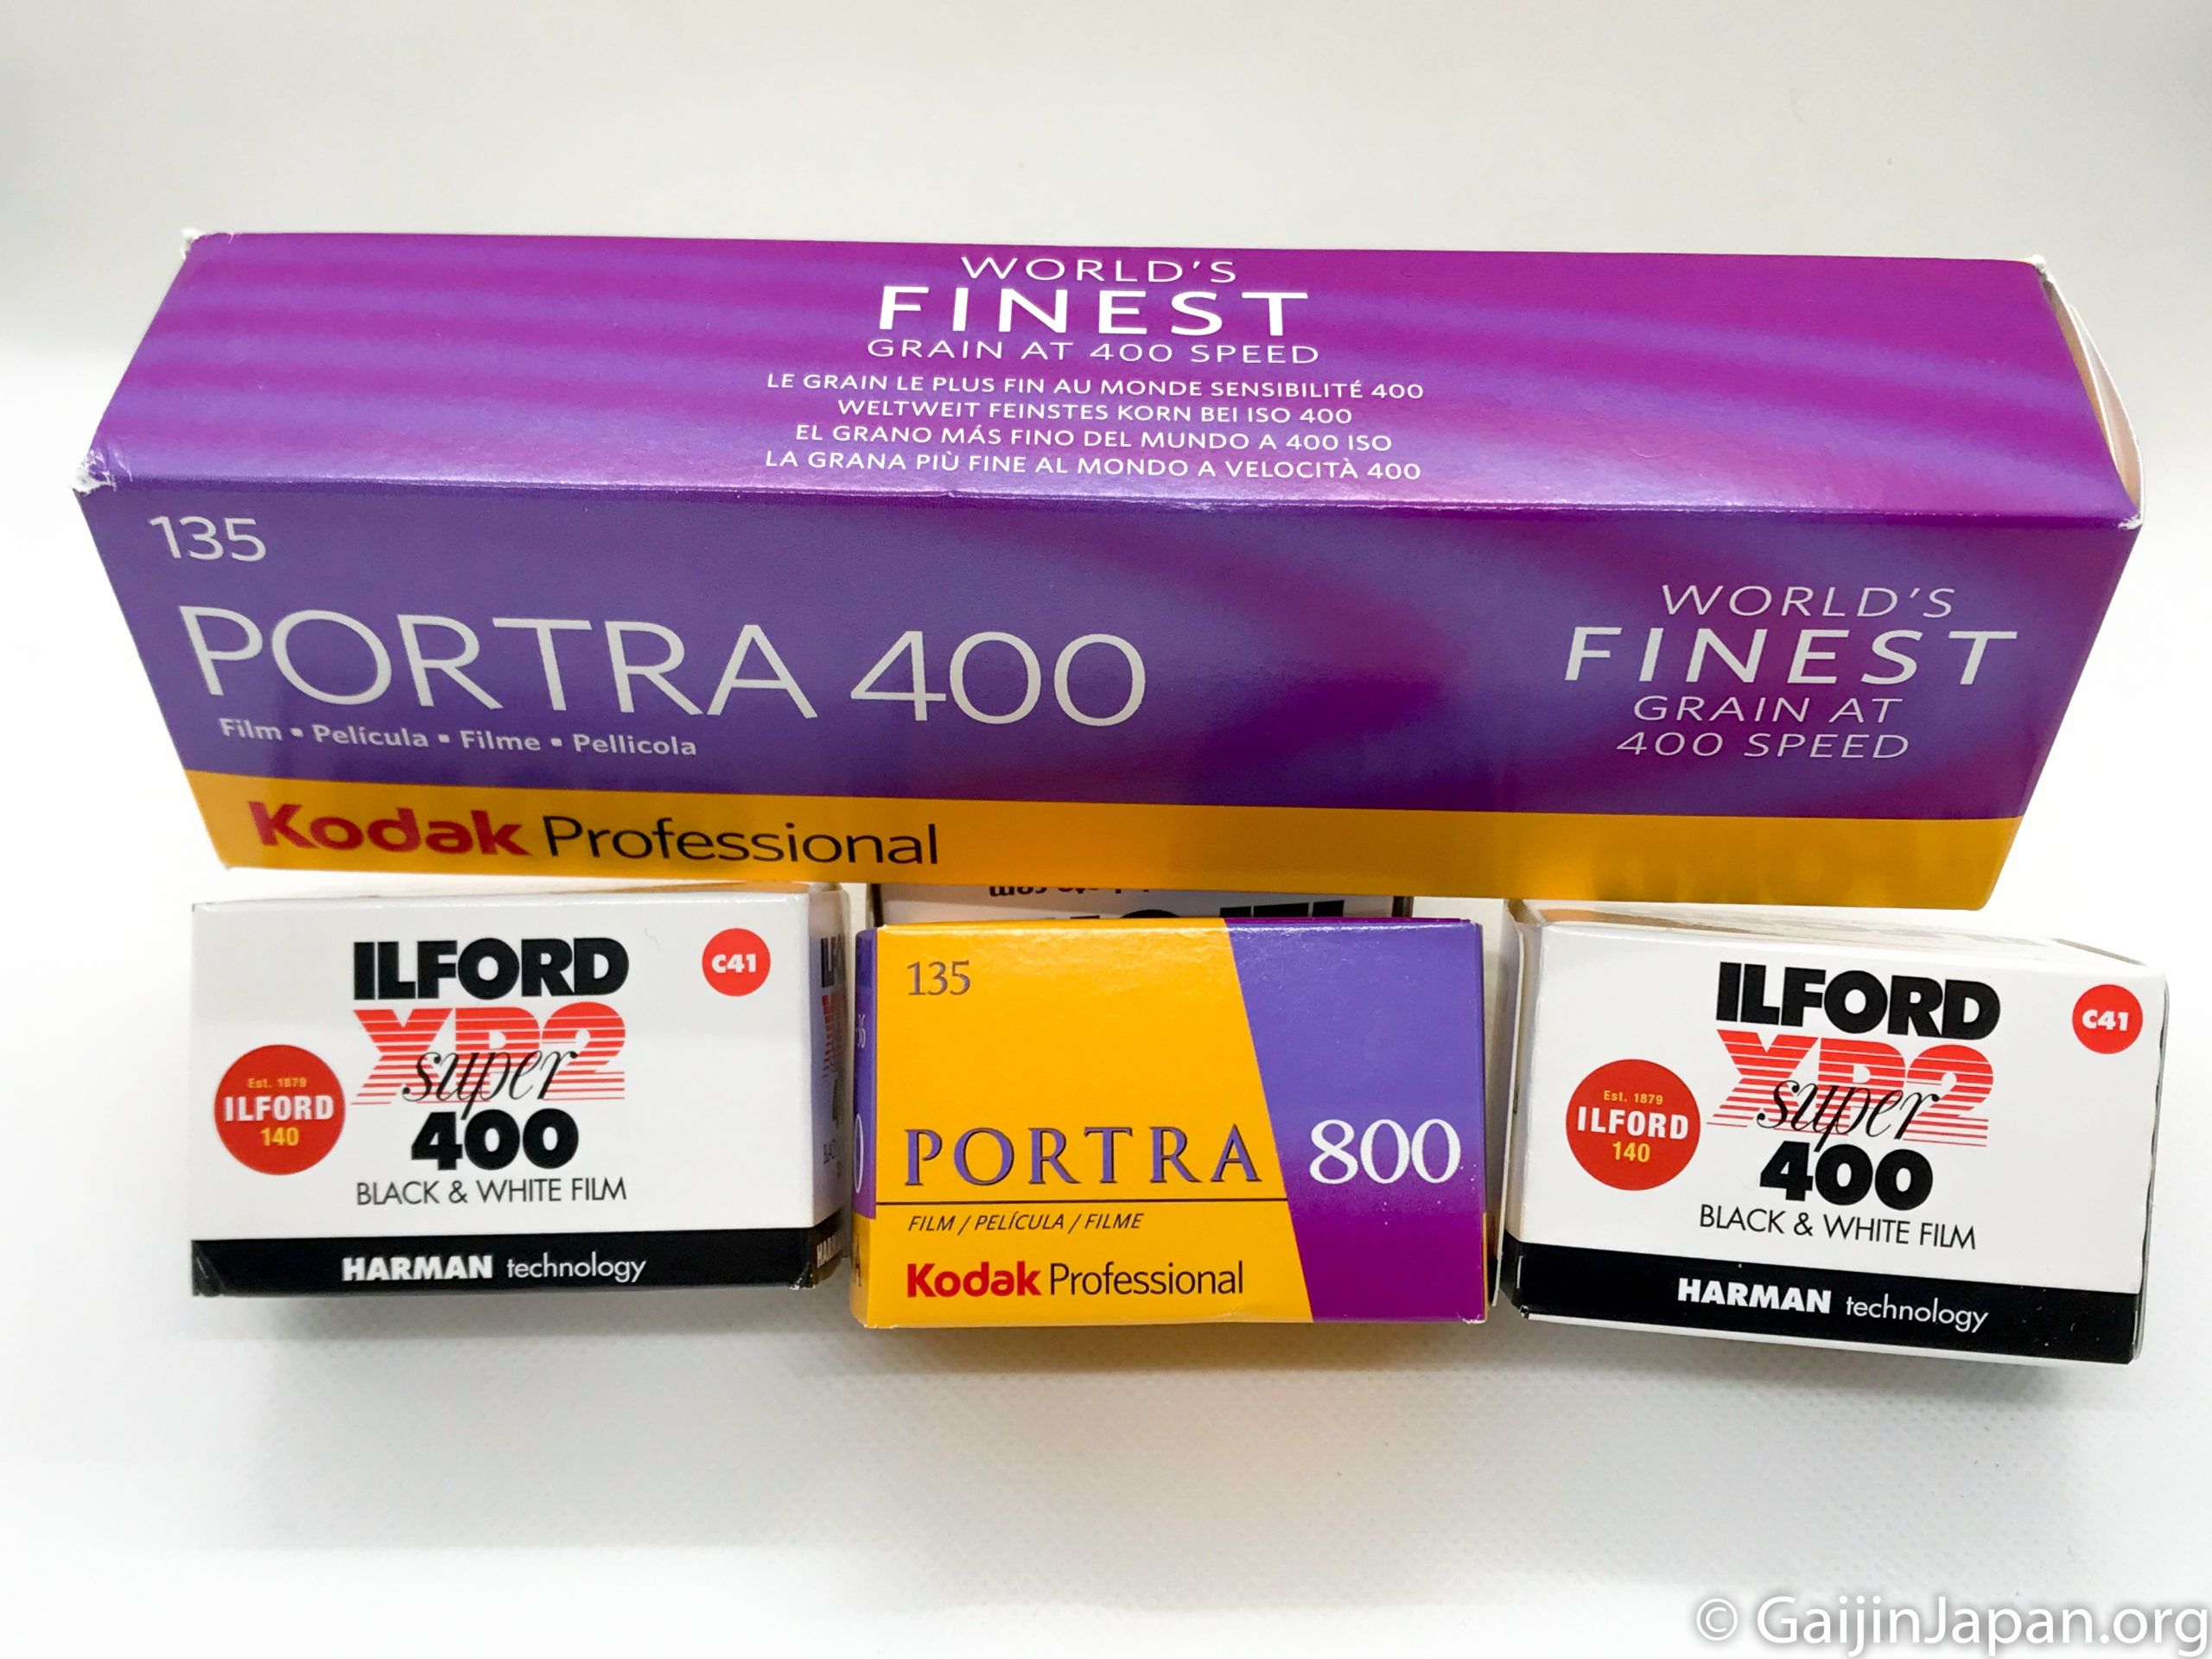 WORLD'S
FINEST
GRAIN AT 400 SPEED
LE GRAIN LE PLUS FIN AU MONDE SENSIBILITÉ 400
WELTWEIT FEINSTES KORN BEI ISO 400
EL GRANO MÁS FINO DEL MUNDO A 400 ISO
LA GRANA PIÙ FINE AL MONDO A VELOCITÀ 400
135
PORTRA 400
Film ▪ Película ▪ Filme ▪ Pellicola
Kodak Professional
WORLD'S
FINEST
GRAIN AT
400 SPEED
ILFORD
C41
XP2
super
400
BLACK & WHITE FILM
Est. 1879
ILFORD
140
HARMAN technology
135
PORTRA 800
FILM / PELÍCULA / FILME
Kodak Professional
ILFORD
C41
XP2
super
400
BLACK & WHITE FILM
Est. 1879
ILFORD
140
HARMAN technology
© GaijinJapan.org